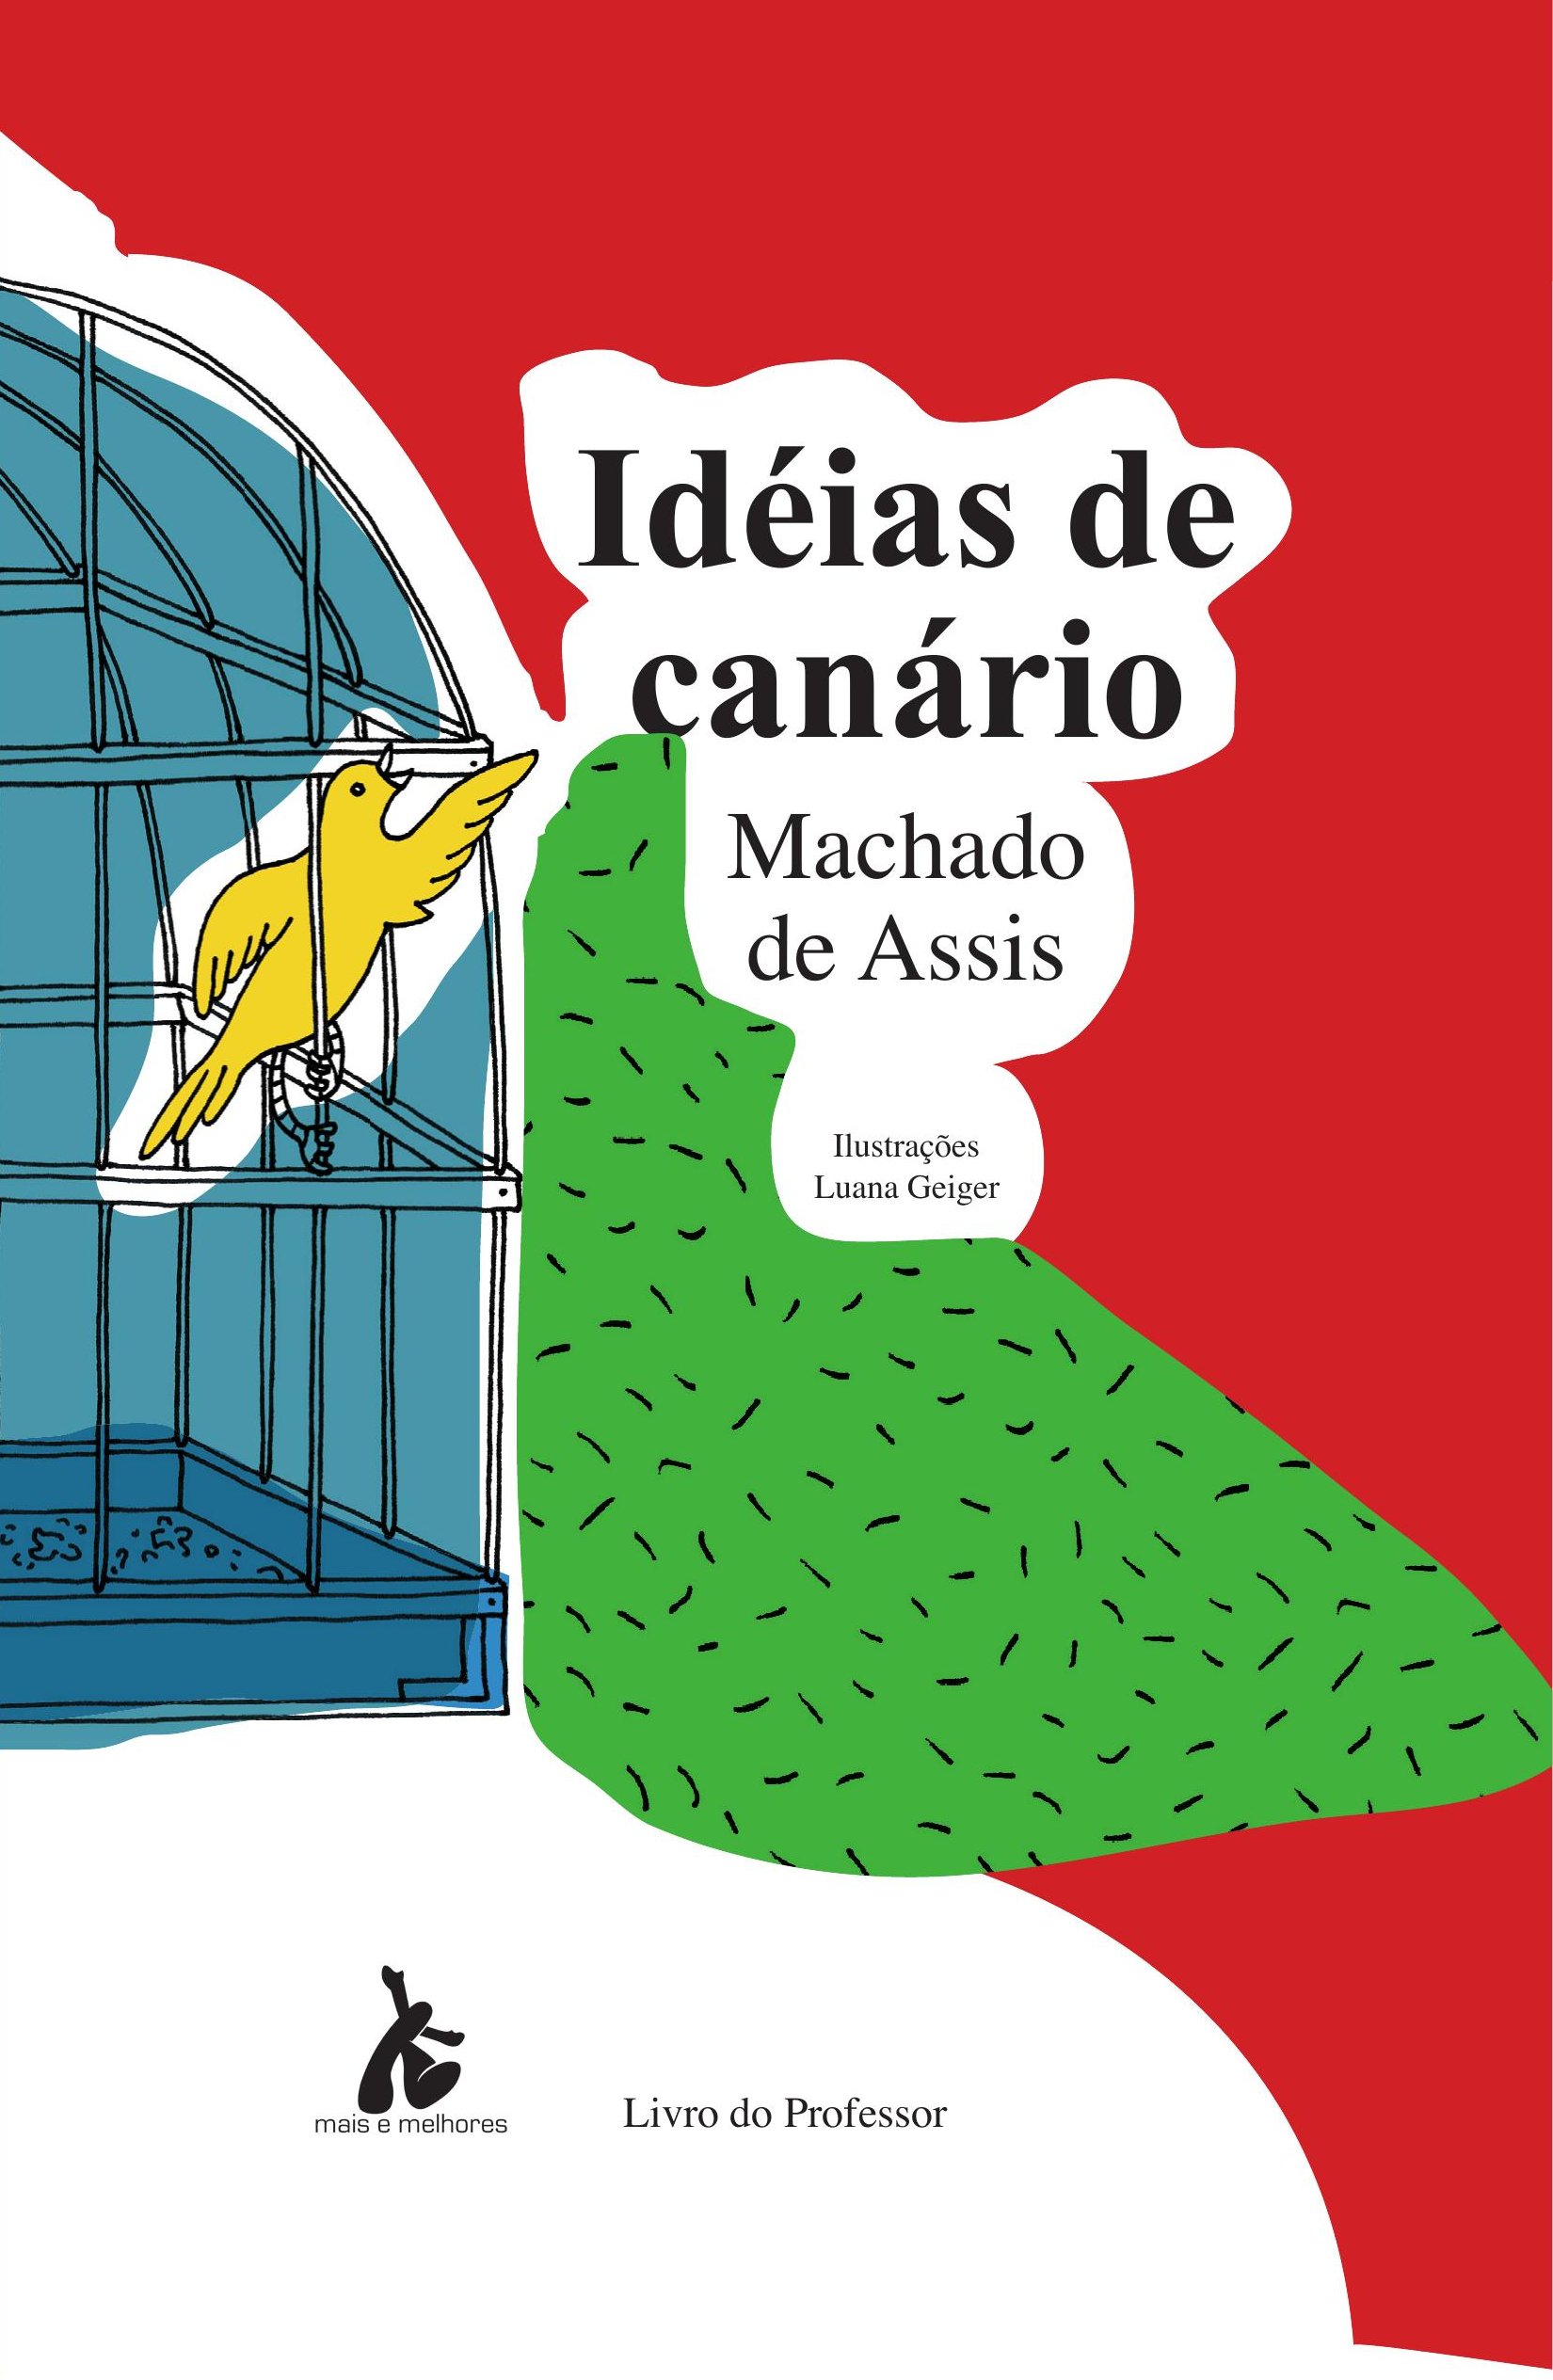 Idéias de
canário
Machado
de Assis
Ilustrações
Luana Geiger
mais e melhores
Livro do Professor